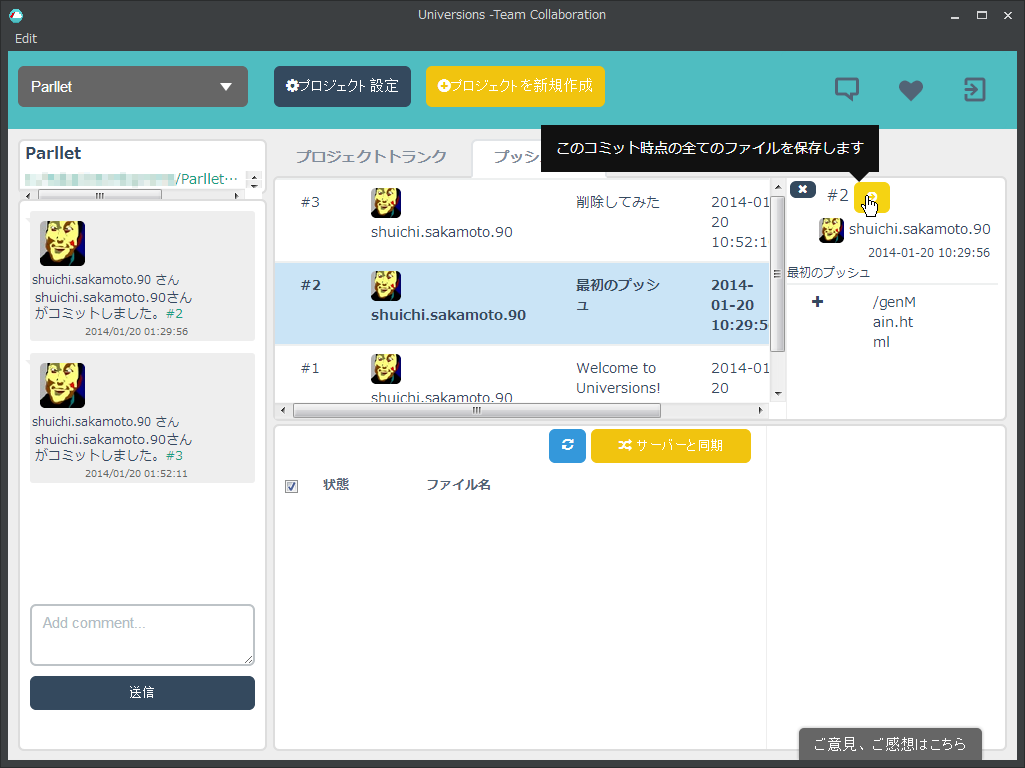 Universions -Team Collaboration
Edit
Parllet
プロジェクト 設定
プロジェクトを新規作成
このコミット時点の全てのファイルを保存します
Parllet
/Parllet…
プロジェクトトランク
プッシ
shuichi.sakamoto.90 さん
shuichi.sakamoto.90さん
がコミットしました。#2
2014/01/20 01:29:56
shuichi.sakamoto.90 さん
shuichi.sakamoto.90さん
がコミットしました。#3
2014/01/20 01:52:11
Add comment...
送信
#3
shuichi.sakamoto.90
削除してみた
2014-01
20
10:52:1
#2
shuichi.sakamoto.90
最初のプッシ
ュ
2014-
01-20
10:29:5
#1
shuichi.sakamoto.90
Welcome to
Universions!
2014-01
20
#2
shuichi.sakamoto.90
2014-01-20 10:29:56
最初のプッシュ
/genM
ain.ht
ml
サーバーと同期
状態
ファイル名
ご意見、ご感想はこちら